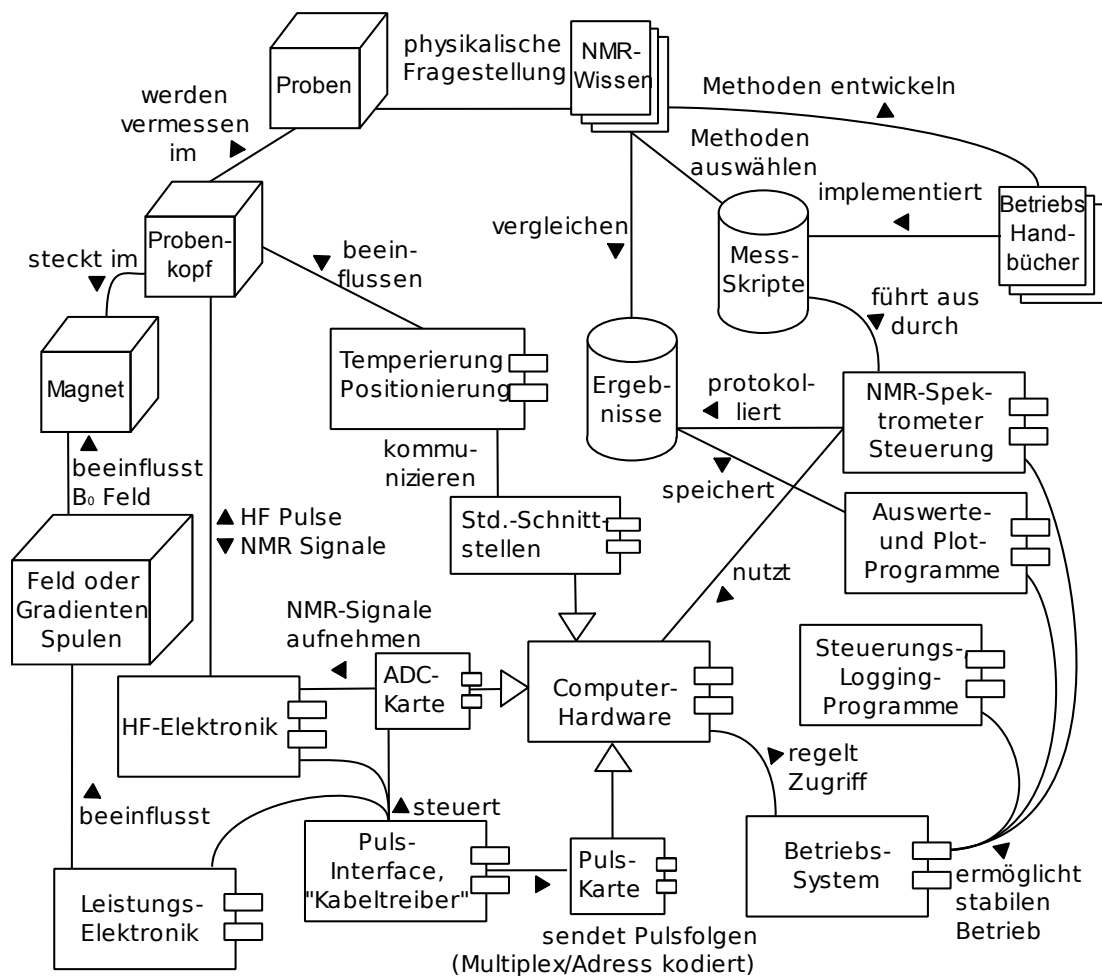 Proben
physikalische
Fragestellung
NMR-
Wissen
Methoden entwickeln
werden
vermessen
im
Methoden
auswählen
Proben-
kopf
steckt im
beein-
flussen
vergleichen
Mess-
Skripte
implementiert
Betriebs
Hand-
bücher
führt aus
durch
Magnet
Temperierung
Positionierung
Ergeb-
nisse
protokol-
liert
NMR-Spek-
trometer
Steuerung
beeinflusst
B₀ Feld
kommu-
nizieren
speichert
HF Pulse
NMR Signale
Std.-Schnitt-
stellen
Auswerte-
und Plot-
Programme
Feld oder
Gradienten
Spulen
nutzt
NMR-Signale
aufnehmen
ADC-
Karte
Computer-
Hardware
Steuerungs-,
Logging-
Programme
HF-Elektronik
regelt
Zugriff
beeinflusst
steuert
Puls-
Interface,
"Kabeltreiber"
Puls-
Karte
Betriebs-
System
ermöglicht
stabilen
Betrieb
Leistungs-
Elektronik
sendet Pulsfolgen
(Multiplex/Adress kodiert)